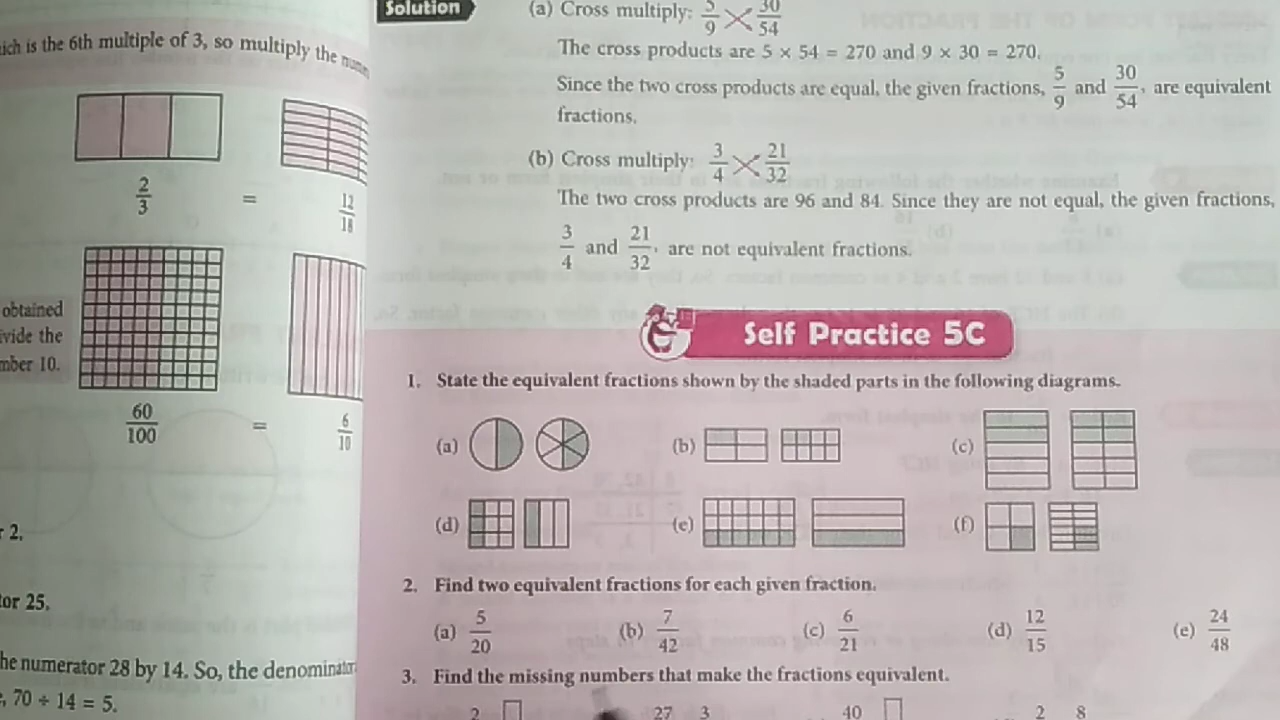 ich is the 6th multiple of 3, so multiply the
2/3 = 12/18
obtained
ivide the
mber 10.
60/100 = 6/10
r 2,
tor 25,
he numerator 28 by 14. So, the denominator
, 70 ÷ 14 = 5.
Solution
(a) Cross multiply: 5/9 × 30/54
The cross products are 5 × 54 = 270 and 9 × 30 = 270.
Since the two cross products are equal, the given fractions, 5/9 and 30/54, are equivalent
fractions.
(b) Cross multiply: 3/4 × 21/32
The two cross products are 96 and 84. Since they are not equal, the given fractions,
3/4 and 21/32, are not equivalent fractions.
Self Practice 5C
1. State the equivalent fractions shown by the shaded parts in the following diagrams.
(a) (b) (c)
(d) (e) (f)
2. Find two equivalent fractions for each given fraction.
(a) 5/20 (b) 7/42 (c) 6/21 (d) 12/15 (e) 24/48
3. Find the missing numbers that make the fractions equivalent.
2 27 3 40 2 8